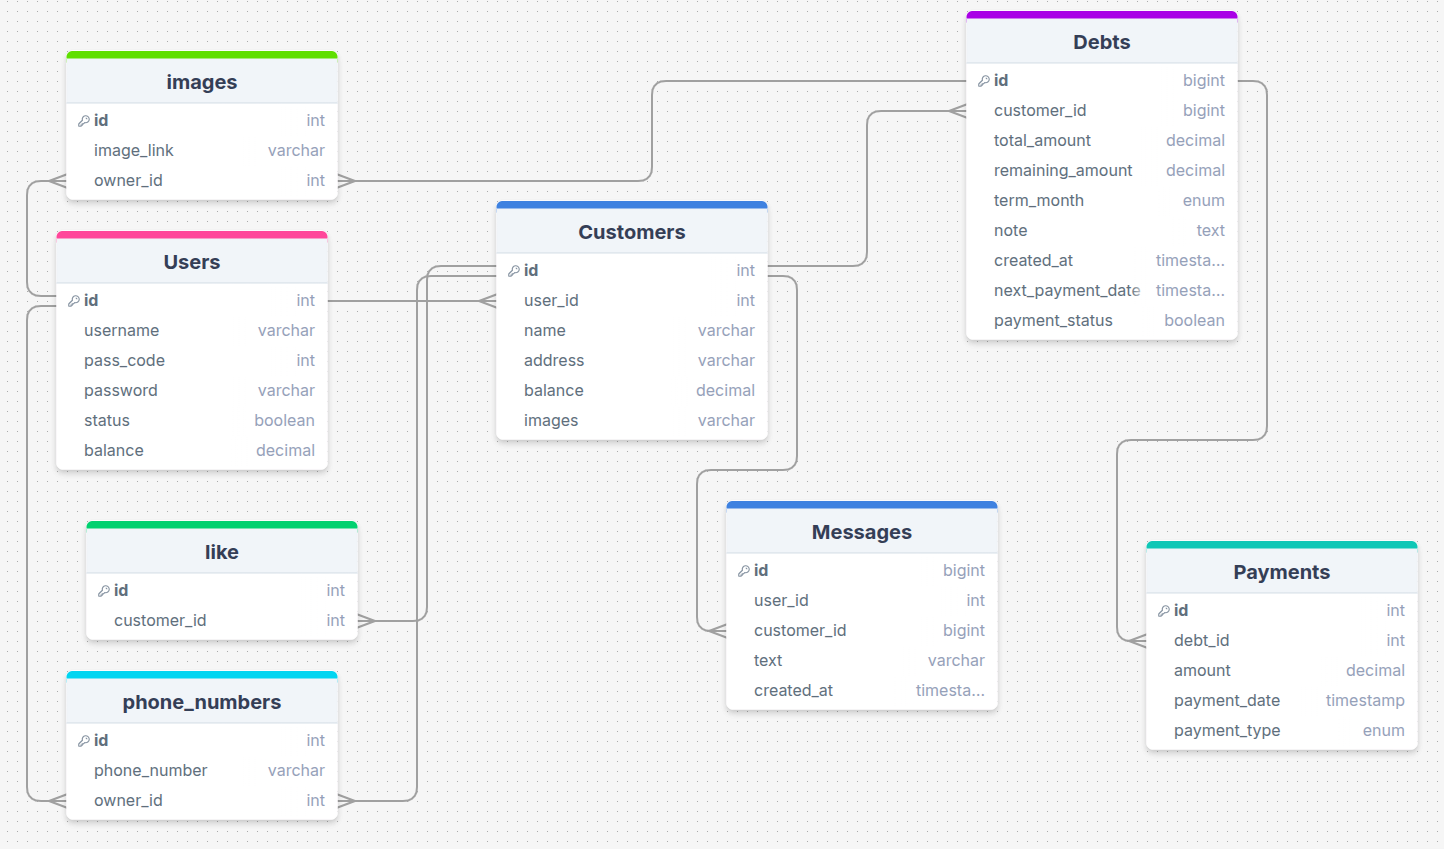 images
id int
image_link varchar
owner_id int
Users
id int
username varchar
pass_code int
password varchar
status boolean
balance decimal
like
id int
customer_id int
phone_numbers
id int
phone_number varchar
owner_id int
Customers
id int
user_id int
name varchar
address varchar
balance decimal
images varchar
Messages
id bigint
user_id int
customer_id bigint
text varchar
created_at timesta...
Debts
id bigint
customer_id bigint
total_amount decimal
remaining_amount decimal
term_month enum
note text
created_at timesta...
next_payment_date timesta...
payment_status boolean
Payments
id int
debt_id int
amount decimal
payment_date timestamp
payment_type enum